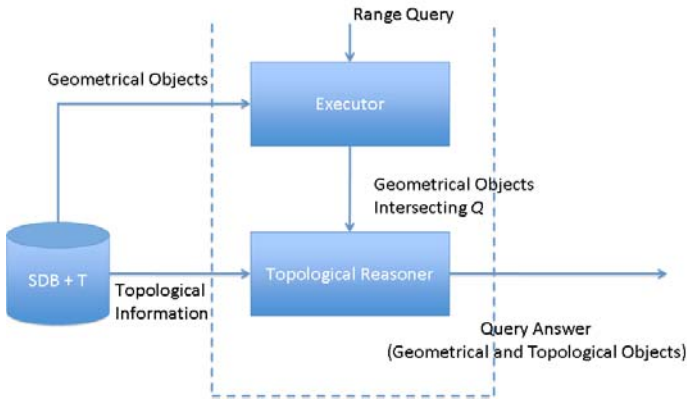 Range Query
Geometrical Objects
Executor
Geometrical Objects
Intersecting Q
SDB + T
Topological Reasoner
Topological
Information
Query Answer
(Geometrical and Topological Objects)